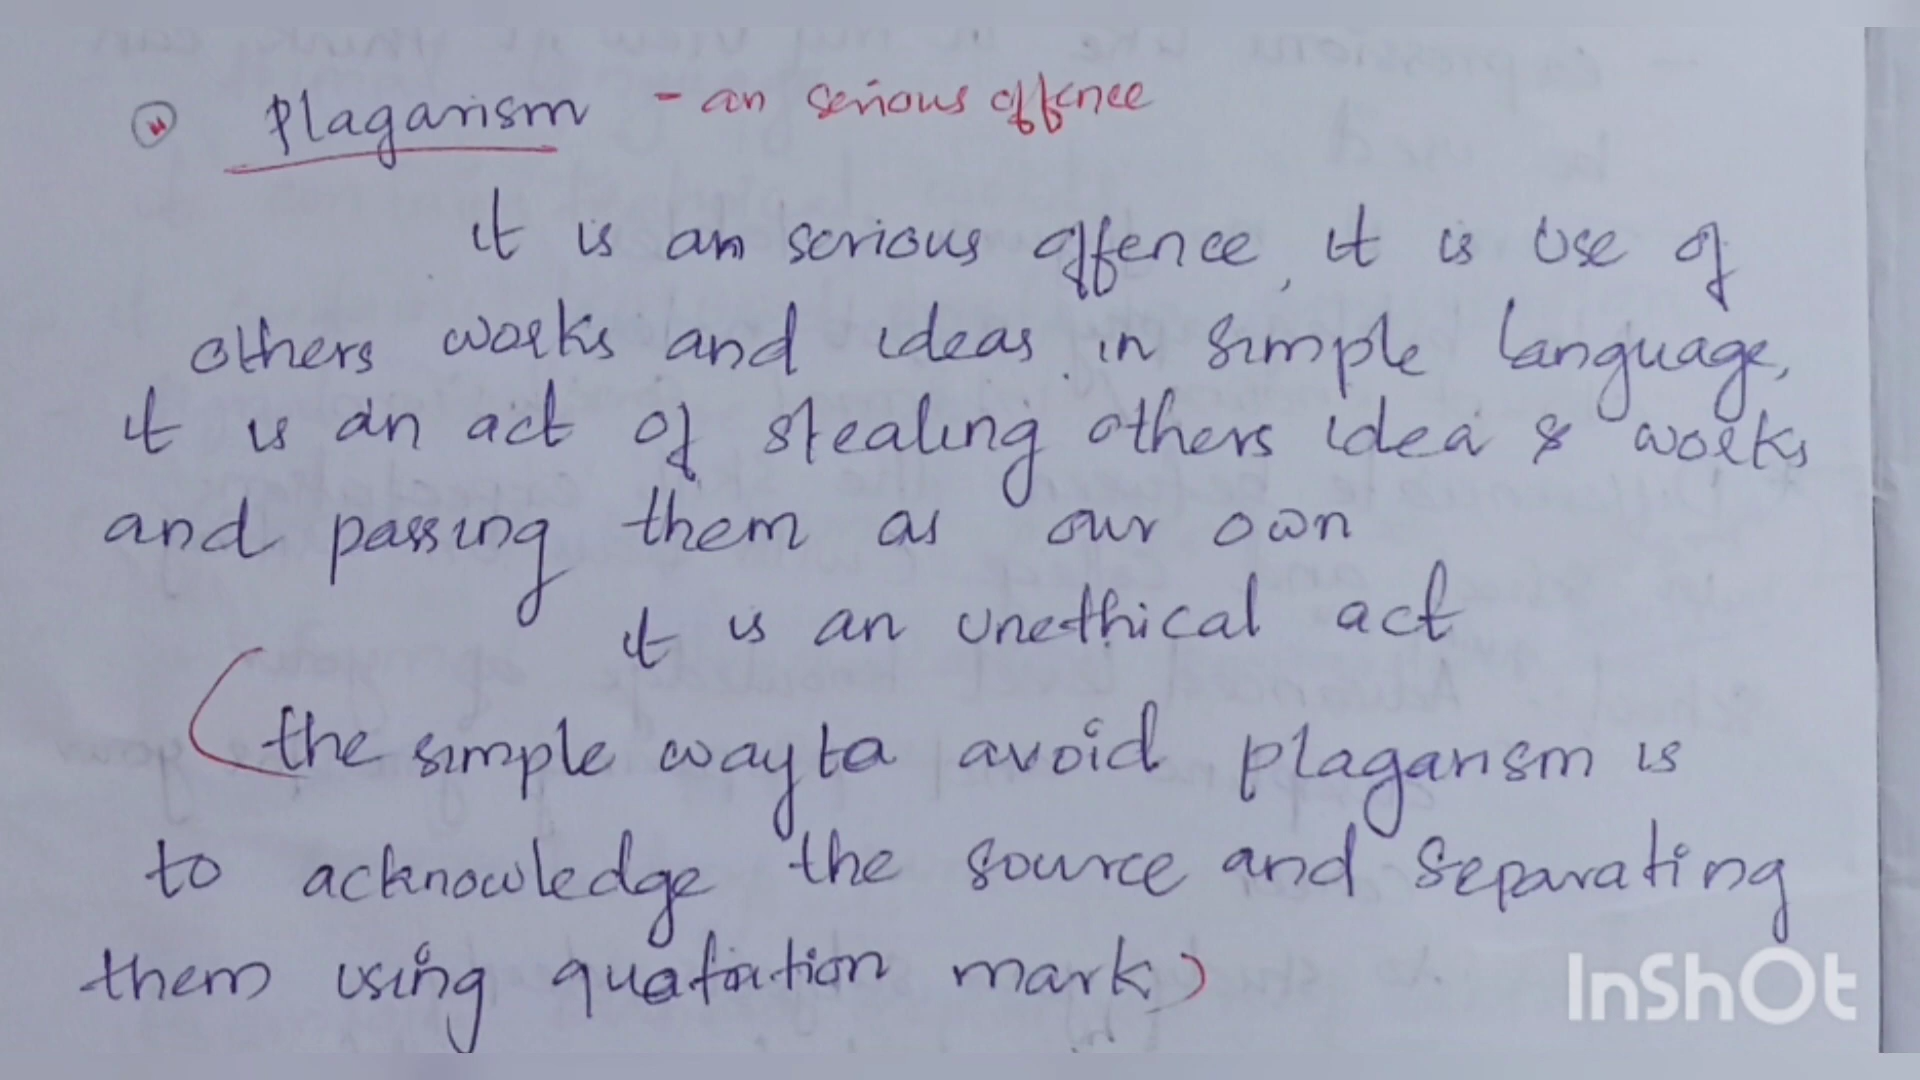 Plagarism - an serious offence
it is an serious offence, it is use of
others works and ideas. in simple language,
it is an act of stealing others idea & works
and passing them as our own
it is an unethical act
(the simple way to avoid plagarism is
to acknowledge the source and separating
them using quotation mark)
InShOt